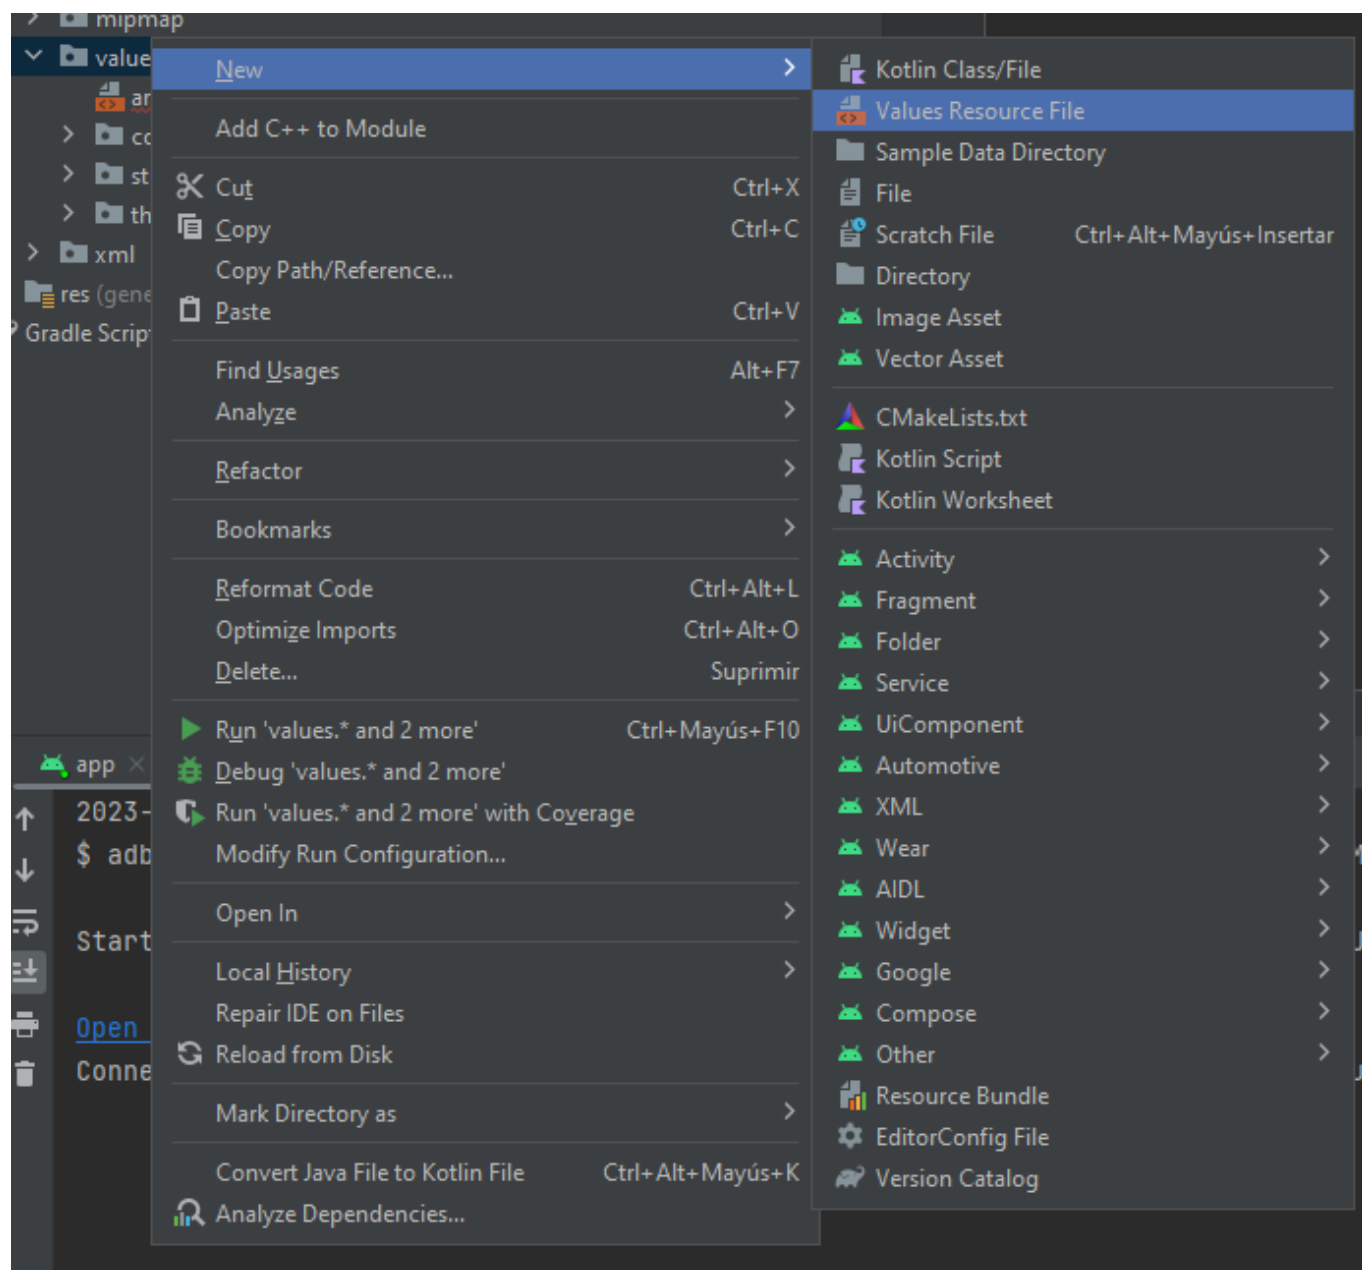 mipmap
value
ar
co
st
th
xml
res (gene
Gradle Scrip
New
Add C++ to Module
Cut Ctrl+X
Copy Ctrl+C
Copy Path/Reference...
Paste Ctrl+V
Find Usages Alt+F7
Analyze
Refactor
Bookmarks
Reformat Code Ctrl+Alt+L
Optimize Imports Ctrl+Alt+O
Delete... Suprimir
Run 'values.* and 2 more' Ctrl+Mayús+F10
Debug 'values.* and 2 more'
Run 'values.* and 2 more' with Coverage
Modify Run Configuration...
Open In
Local History
Repair IDE on Files
Reload from Disk
Mark Directory as
Convert Java File to Kotlin File Ctrl+Alt+Mayús+K
Analyze Dependencies...
Kotlin Class/File
Values Resource File
Sample Data Directory
File
Scratch File Ctrl+Alt+Mayús+Insertar
Directory
Image Asset
Vector Asset
CMakeLists.txt
Kotlin Script
Kotlin Worksheet
Activity
Fragment
Folder
Service
UiComponent
Automotive
XML
Wear
AIDL
Widget
Google
Compose
Other
Resource Bundle
EditorConfig File
Version Catalog
app
2023-
$ adb
Start
Open
Conne